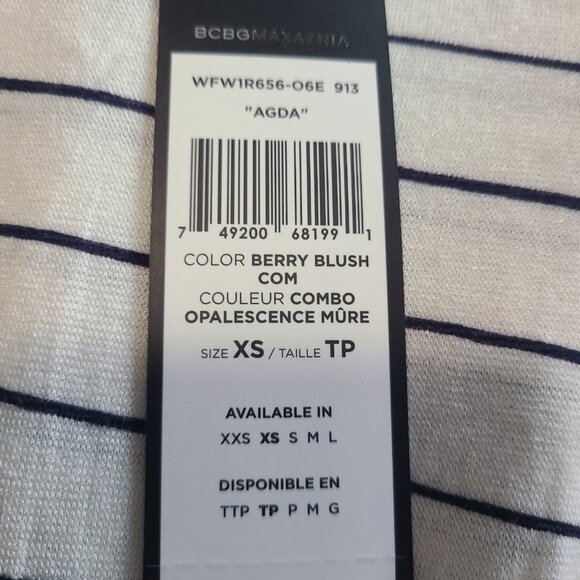 BCBGMAXAZRIA
WFW1R656-O6E 913
"AGDA"
7 49200 68199 1
COLOR BERRY BLUSH
COM
COULEUR COMBO
OPALESCENCE MÛRE
SIZE XS / TAILLE TP
AVAILABLE IN
XXS XS S M L
DISPONIBLE EN
TTP TP P M G